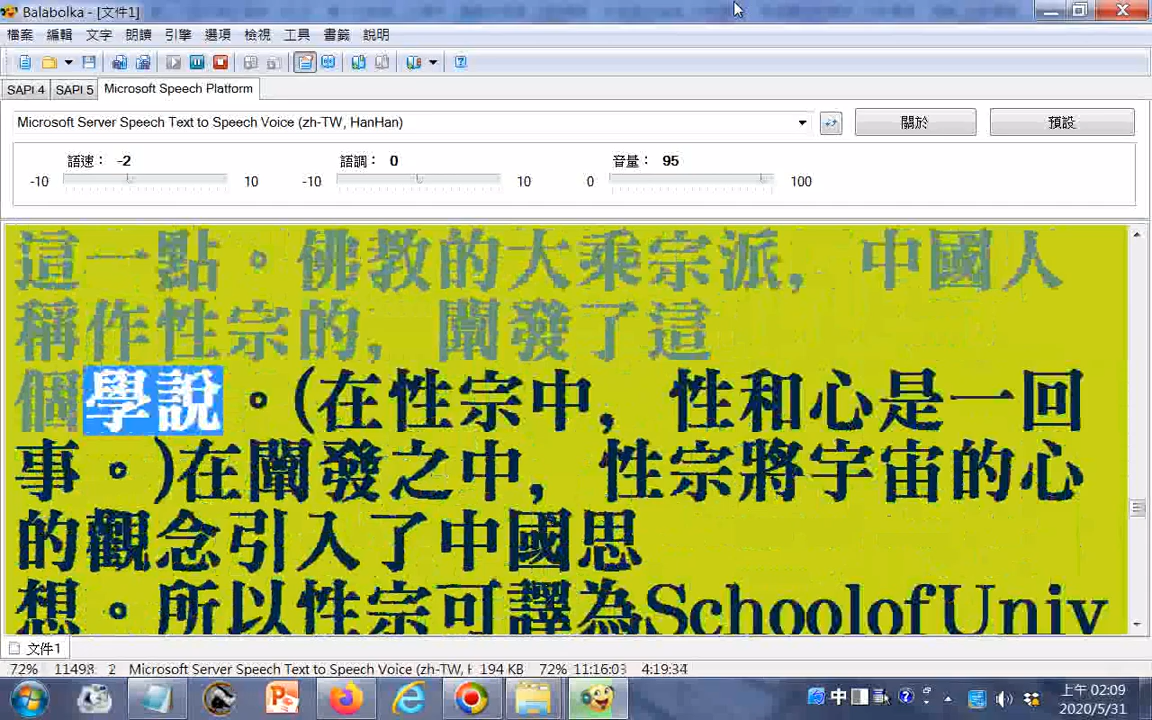 Balabolka - [文件1]
檔案 編輯 文字 朗讀 引擎 選項 檢視 工具 書籤 說明
SAPI 4 SAPI 5 Microsoft Speech Platform
Microsoft Server Speech Text to Speech Voice (zh-TW, HanHan) 關於 預設
語速： -2 語調： 0 音量： 95
-10 10 -10 10 0 100
這一點。佛教的大乘宗派, 中國人
稱作性宗的, 闡發了這
個學說。(在性宗中, 性和心是一回
事。)在闡發之中, 性宗將宇宙的心
的觀念引入了中國思
想。所以性宗可譯為SchoolofUniv
文件1
72% 11498 2 Microsoft Server Speech Text to Speech Voice (zh-TW, H 194 KB 72% 11:16:03 4:19:34
中 上午 02:09
2020/5/31